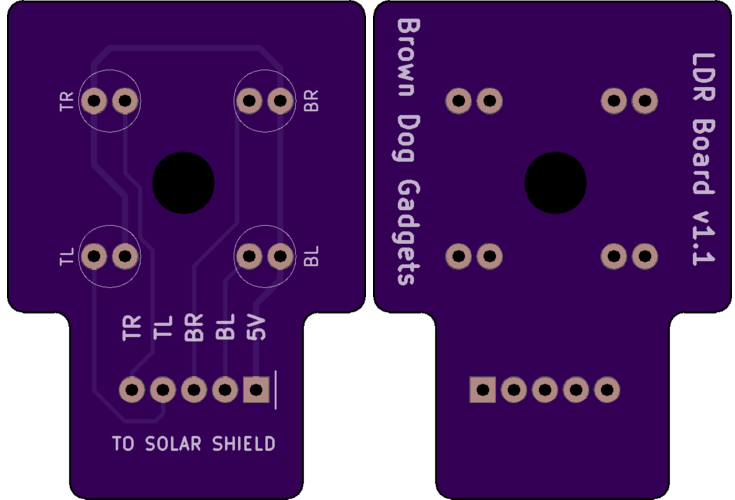 TR
BR
TL
BL
TR
TL
BR
BL
5V
TO SOLAR SHIELD
Brown Dog Gadgets
LDR Board v1.1